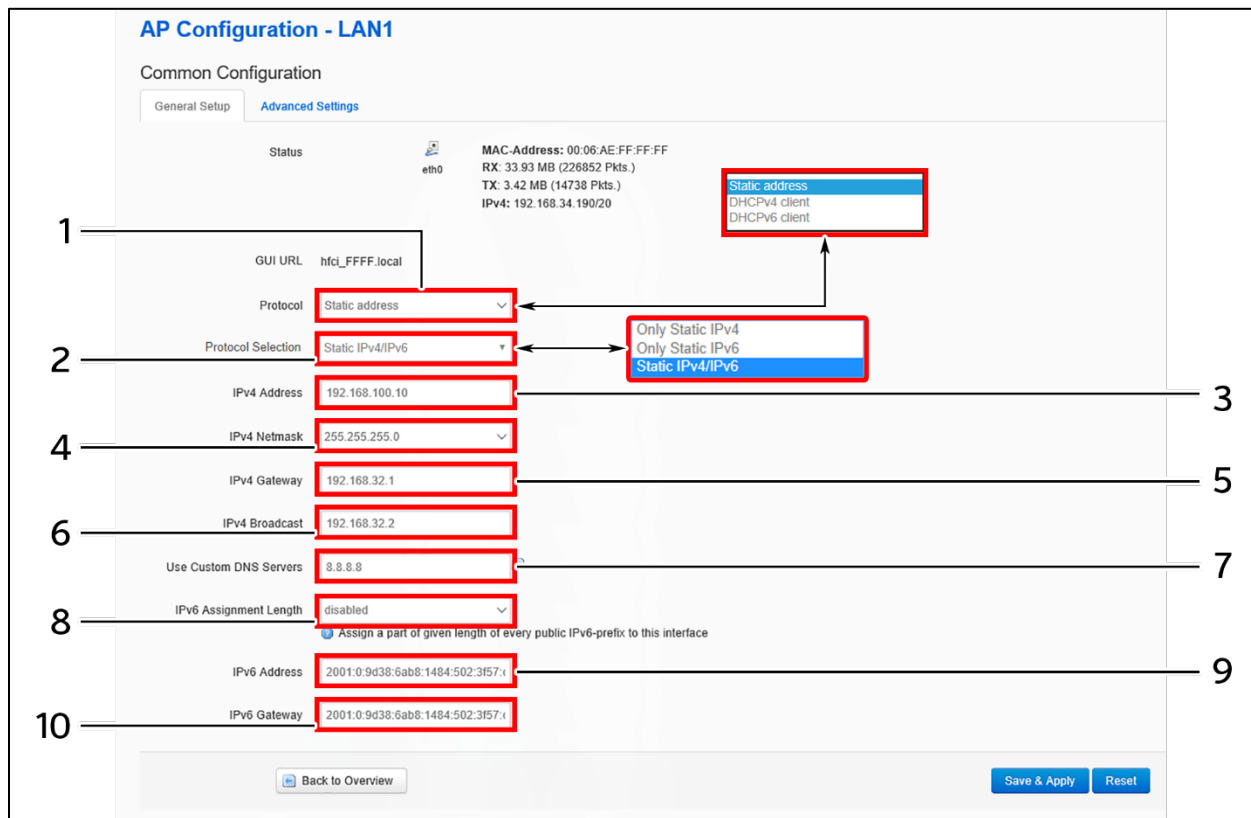 AP Configuration - LAN1
Common Configuration
General Setup
Advanced Settings
Status
eth0
MAC-Address: 00:06:AE:FF:FF:FF
RX: 33.93 MB (226852 Pkts.)
TX: 3.42 MB (14738 Pkts.)
IPv4: 192.168.34.190/20
Static address
DHCPv4 client
DHCPv6 client
1
GUI URL hfci_FFFF.local
Protocol Static address
Only Static IPv4
Only Static IPv6
Static IPv4/IPv6
2
Protocol Selection Static IPv4/IPv6
IPv4 Address 192.168.100.10
3
4
IPv4 Netmask 255.255.255.0
IPv4 Gateway 192.168.32.1
5
6
IPv4 Broadcast 192.168.32.2
Use Custom DNS Servers 8.8.8.8
7
8
IPv6 Assignment Length disabled
Assign a part of given length of every public IPv6-prefix to this interface
IPv6 Address 2001:0:9d38:6ab8:1484:502:3f57:
9
10
IPv6 Gateway 2001:0:9d38:6ab8:1484:502:3f57:
Back to Overview
Save & Apply
Reset